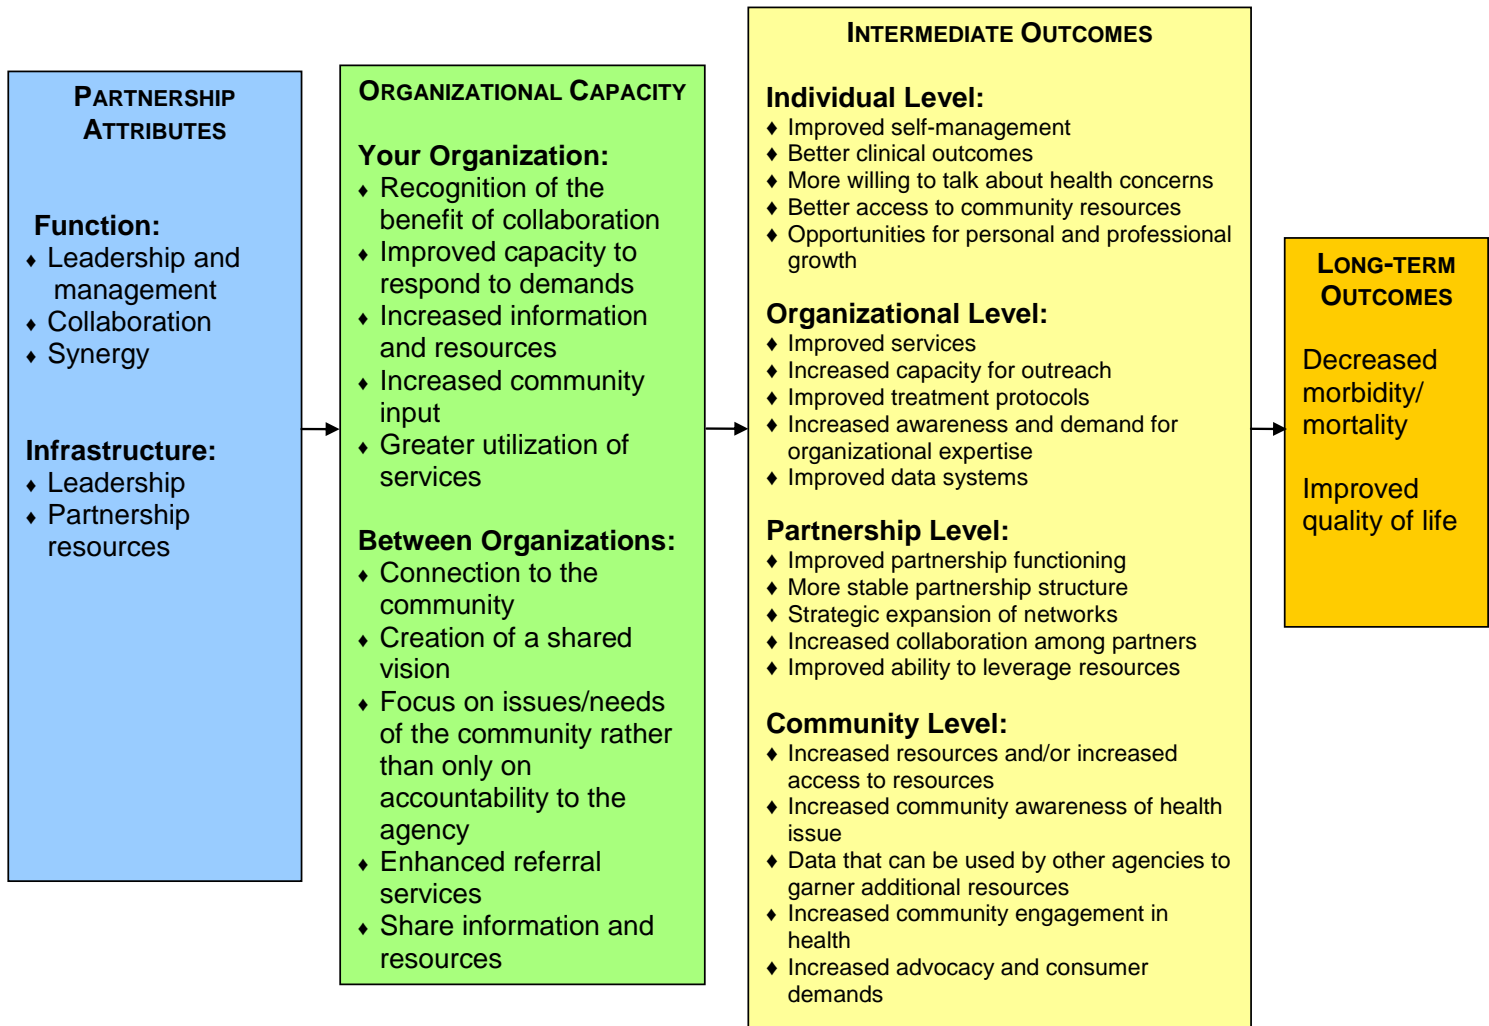 PARTNERSHIP
ATTRIBUTES
Function:
♦ Leadership and
management
♦ Collaboration
♦ Synergy
Infrastructure:
♦ Leadership
♦ Partnership
resources
ORGANIZATIONAL CAPACITY
Your Organization:
♦ Recognition of the
benefit of collaboration
♦ Improved capacity to
respond to demands
♦ Increased information
and resources
♦ Increased community
input
♦ Greater utilization of
services
Between Organizations:
♦ Connection to the
community
♦ Creation of a shared
vision
♦ Focus on issues/needs
of the community rather
than only on
accountability to the
agency
♦ Enhanced referral
services
♦ Share information and
resources
INTERMEDIATE OUTCOMES
Individual Level:
♦ Improved self-management
♦ Better clinical outcomes
♦ More willing to talk about health concerns
♦ Better access to community resources
♦ Opportunities for personal and professional
growth
Organizational Level:
♦ Improved services
♦ Increased capacity for outreach
♦ Improved treatment protocols
♦ Increased awareness and demand for
organizational expertise
♦ Improved data systems
Partnership Level:
♦ Improved partnership functioning
♦ More stable partnership structure
♦ Strategic expansion of networks
♦ Increased collaboration among partners
♦ Improved ability to leverage resources
Community Level:
♦ Increased resources and/or increased
access to resources
♦ Increased community awareness of health
issue
♦ Data that can be used by other agencies to
garner additional resources
♦ Increased community engagement in
health
♦ Increased advocacy and consumer
demands
LONG-TERM
OUTCOMES
Decreased
morbidity/
mortality
Improved
quality of life